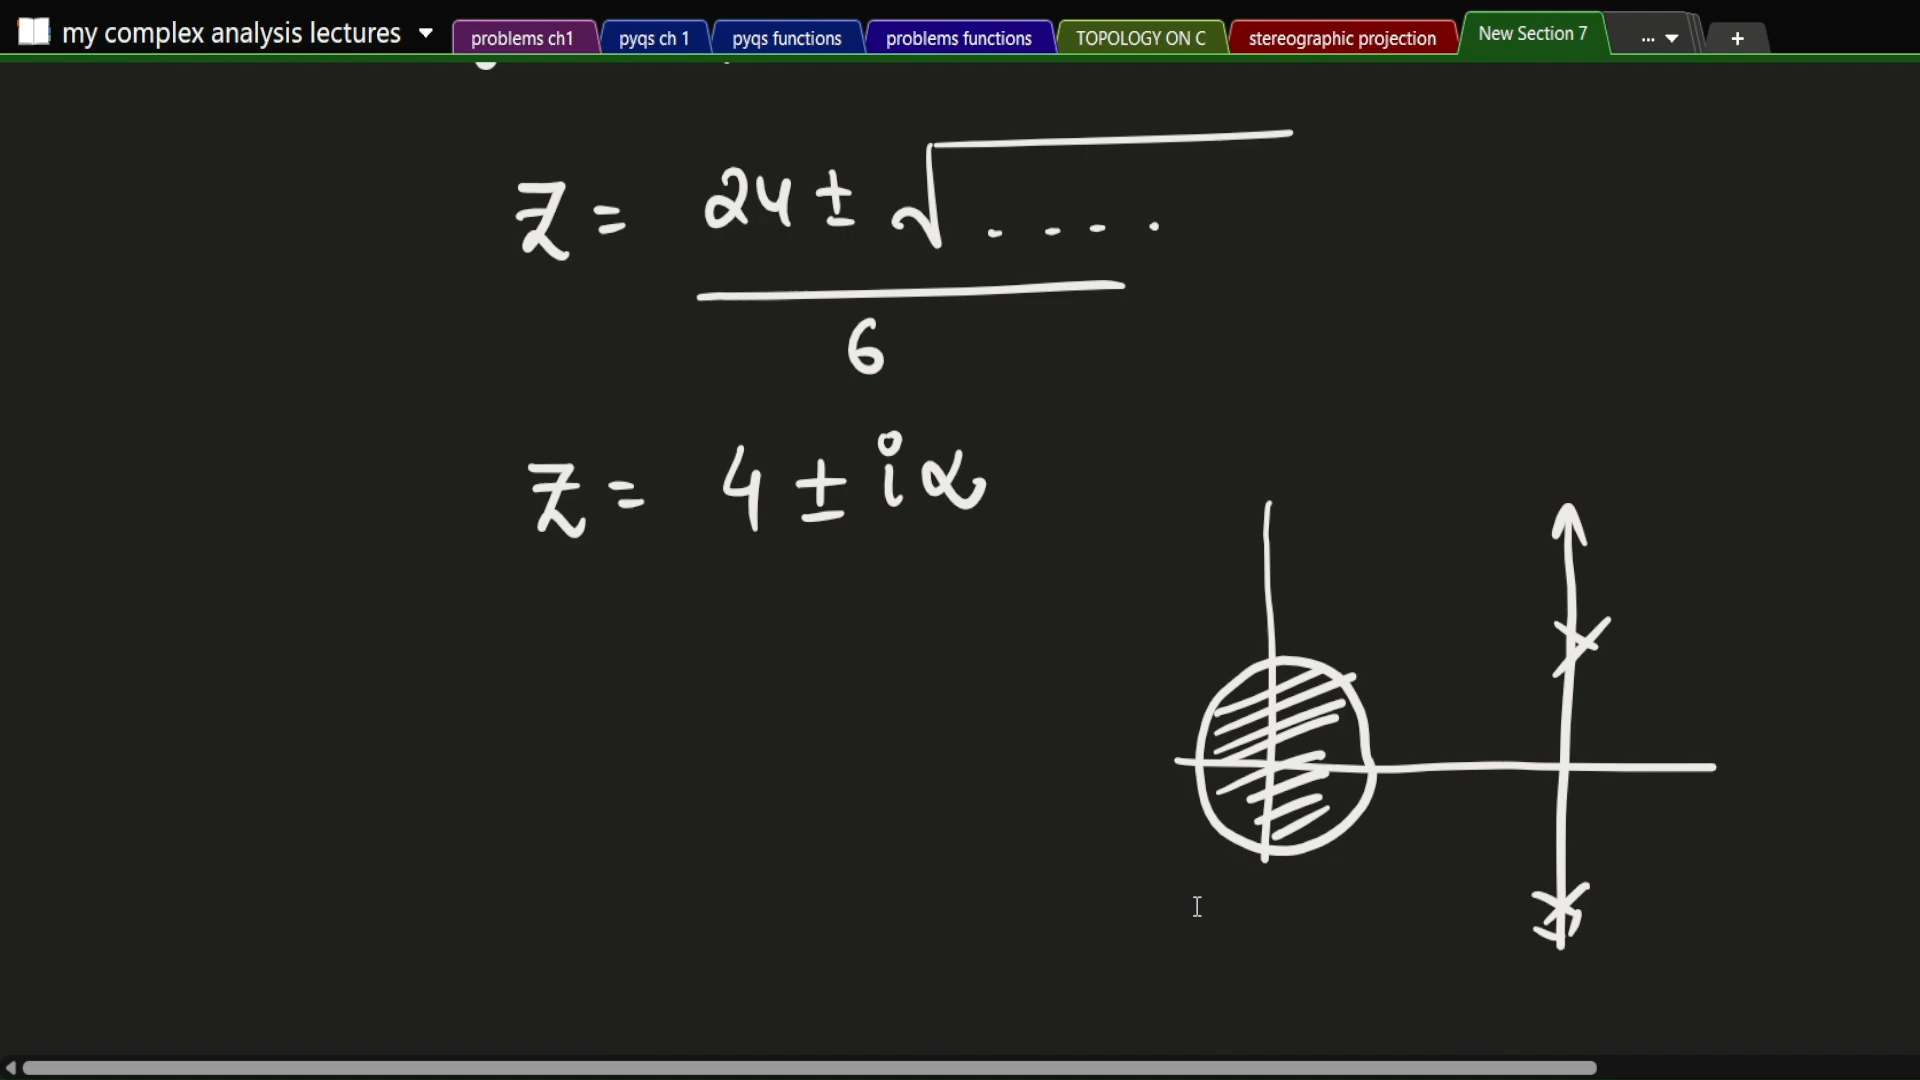 my complex analysis lectures
problems ch1
pyqs ch 1
pyqs functions
problems functions
TOPOLOGY ON C
stereographic projection
New Section 7
...
+
z = 24 ± √....
6
z = 4 ± iα